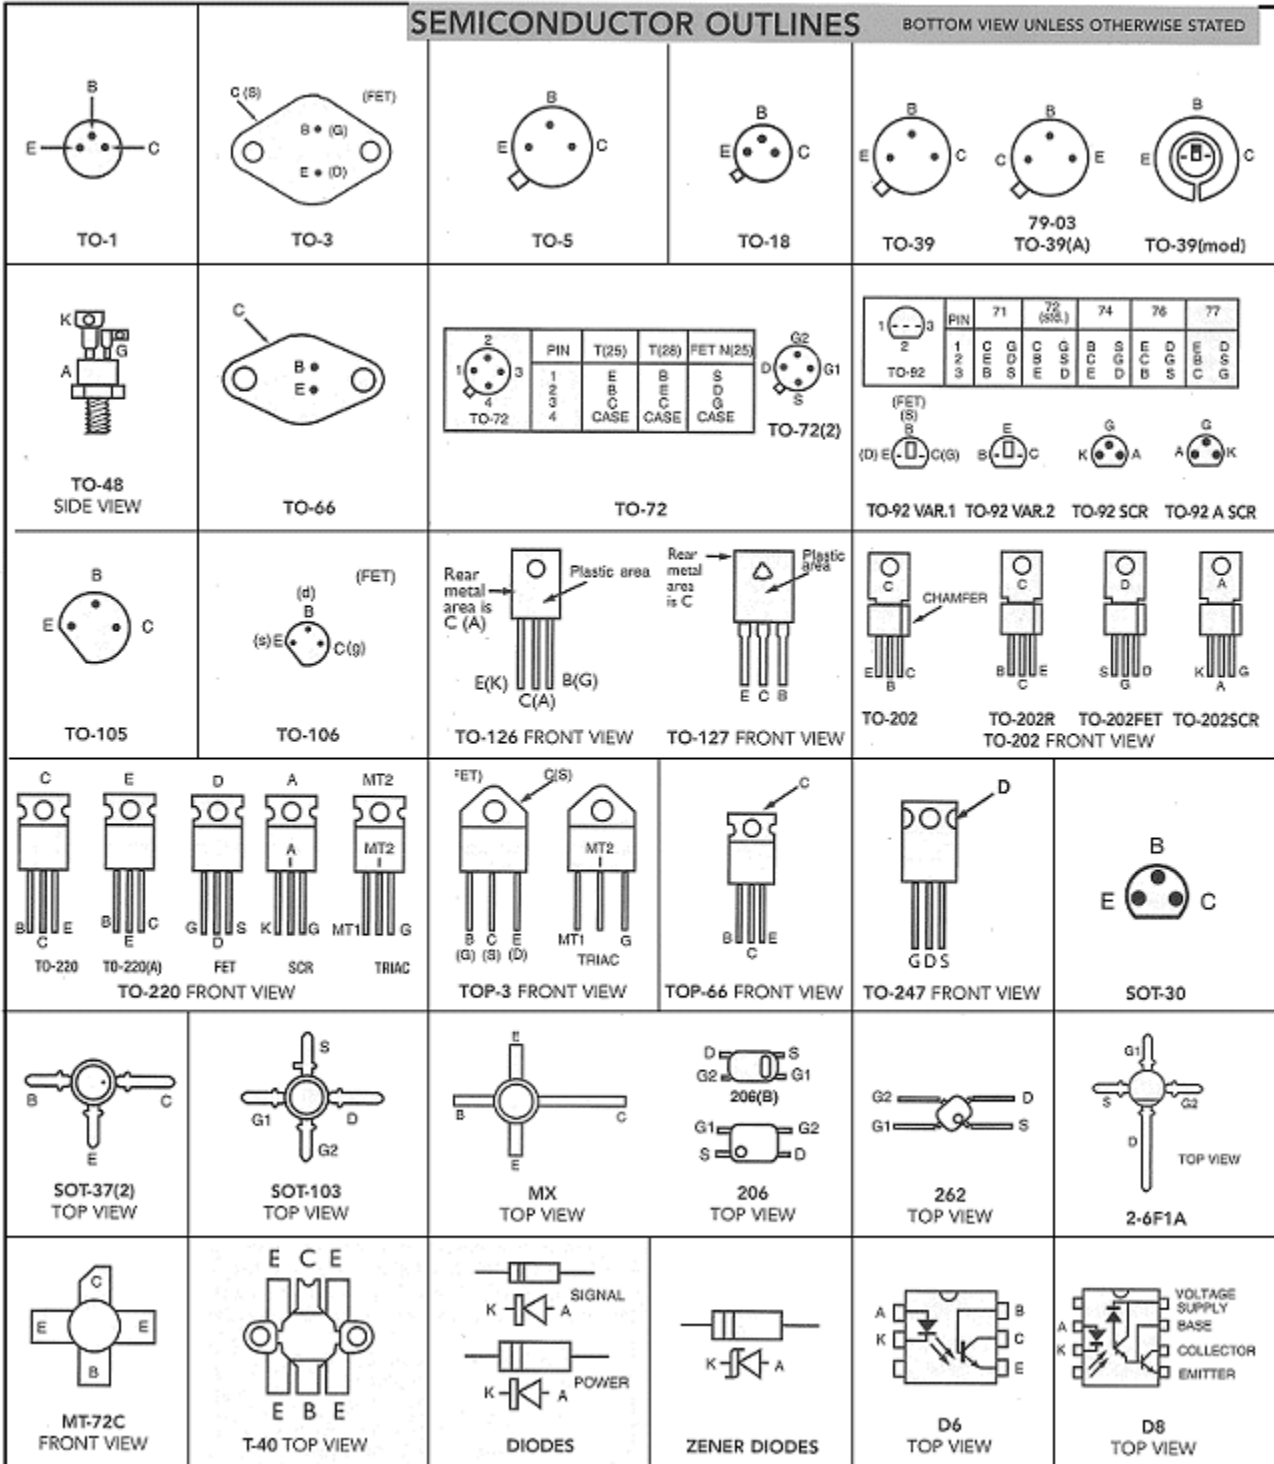 SEMICONDUCTOR OUTLINES BOTTOM VIEW UNLESS OTHERWISE STATED
B
E C
TO-1
C (S) (FET)
B (G)
E (D)
TO-3
B
E C
TO-5
B
E C
TO-18
B
E C
TO-39
B
C E
79-03
TO-39(A)
B
E C
TO-39(mod)
K
G
A
TO-48
SIDE VIEW
C
B
E
TO-66
2
1 3
4
TO-72
PIN T(25) T(28) FET N(25)
1 E B S
2 B E D
3 C C G
4 CASE CASE CASE
G2
D G1
S
TO-72(2)
TO-72
1 3
2
TO-92
PIN 71 72 (std.) 74 76 77
1 C G C G B S E D E D
2 E D B S C G C G B S
3 B S E D E D B S C G
(FET)
(S)
B
(D) E C(G)
TO-92 VAR.1
E
B C
TO-92 VAR.2
G
K A
TO-92 SCR
G
A K
TO-92 A SCR
B
E C
TO-105
(FET)
(d)
B
(s) E C(g)
TO-106
Rear
metal
area is
C (A)
Plastic area
E(K) B(G)
C(A)
TO-126 FRONT VIEW
Rear
metal
area
is C
Plastic
area
E C B
TO-127 FRONT VIEW
C
CHAMFER
E C
B
TO-202
C
B E
C
TO-202R
D
S D
G
TO-202FET
A
K G
A
TO-202SCR
TO-202 FRONT VIEW
C
B E
C
TO-220
E
B C
E
TO-220(A)
D
G S
D
FET
A
A
K G
SCR
MT2
MT2
MT1 G
TRIAC
TO-220 FRONT VIEW
FET) C(S)
B C E
(G) (S) (D)
MT2
MT1 G
TRIAC
TOP-3 FRONT VIEW
C
B E
C
TOP-66 FRONT VIEW
D
G D S
TO-247 FRONT VIEW
B
E C
SOT-30
B C
E
SOT-37(2)
TOP VIEW
S
G1 D
G2
SOT-103
TOP VIEW
E
B C
E
MX
TOP VIEW
D S
G2 G1
206(B)
G1 G2
S D
206
TOP VIEW
G2 D
G1 S
262
TOP VIEW
G1
S G2
D
TOP VIEW
2-6F1A
C
E E
B
MT-72C
FRONT VIEW
E C E
E B E
T-40 TOP VIEW
SIGNAL
K A
POWER
K A
DIODES
K A
ZENER DIODES
A B
K C
E
D6
TOP VIEW
VOLTAGE
SUPPLY
A BASE
K COLLECTOR
EMITTER
D8
TOP VIEW